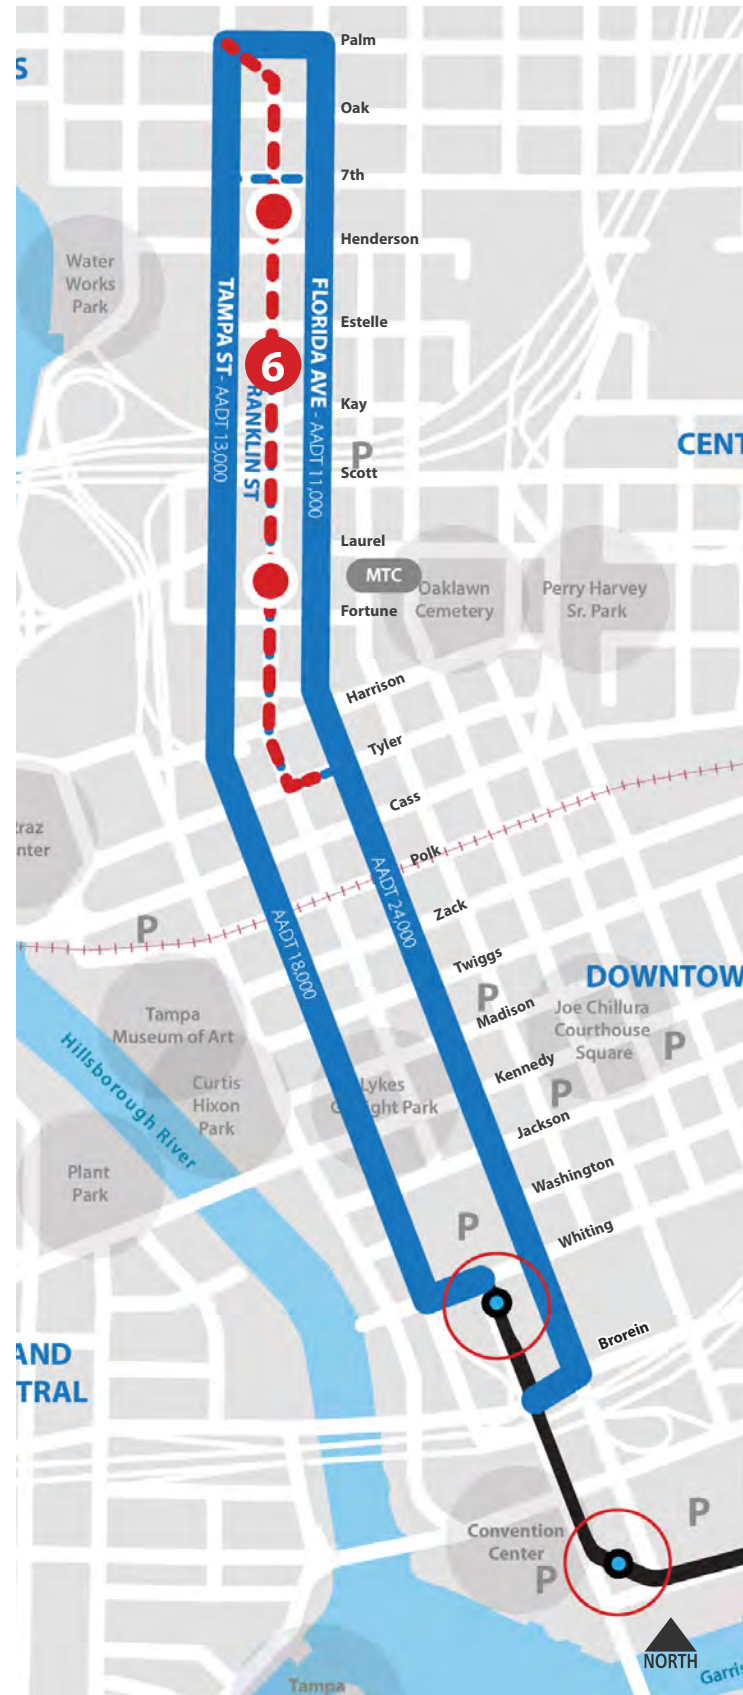 Palm
S
Oak
7th
Henderson
Water
Works
Park
TAMPA ST - AADT 13,000
FLORIDA AVE - AADT 11,000
Estelle
6
RANKLIN ST
Kay
CENT
P
Scott
Laurel
MTC
Oaklawn
Cemetery
Perry Harvey
Sr. Park
Fortune
Harrison
Tyler
Cass
raz
nter
Polk
AADT 24,000
Zack
P
AADT 18,000
Twiggs
DOWNTOW
P
Madison
Joe Chillura
Courthouse
Square
P
Tampa
Museum of Art
Hillsborough River
Kennedy
P
Curtis
Hixon
Park
Lykes
G ight Park
Jackson
Plant
Park
Washington
P
Whiting
Brorein
AND
TRAL
P
Convention
Center
P
NORTH
Garris
Tampa